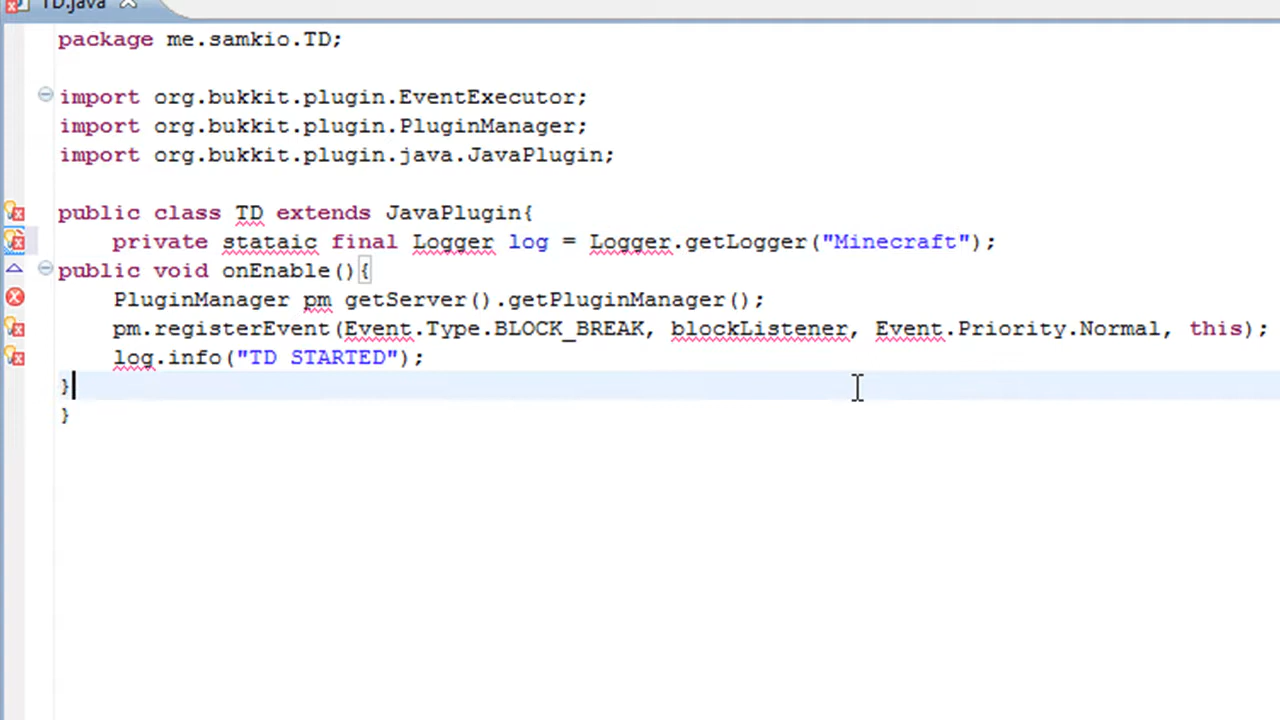 TD.java
package me.samkio.TD;
import org.bukkit.plugin.EventExecutor;
import org.bukkit.plugin.PluginManager;
import org.bukkit.plugin.java.JavaPlugin;
public class TD extends JavaPlugin{
private stataic final Logger log = Logger.getLogger("Minecraft");
public void onEnable(){
PluginManager pm getServer().getPluginManager();
pm.registerEvent(Event.Type.BLOCK_BREAK, blockListener, Event.Priority.Normal, this);
log.info("TD STARTED");
}
}